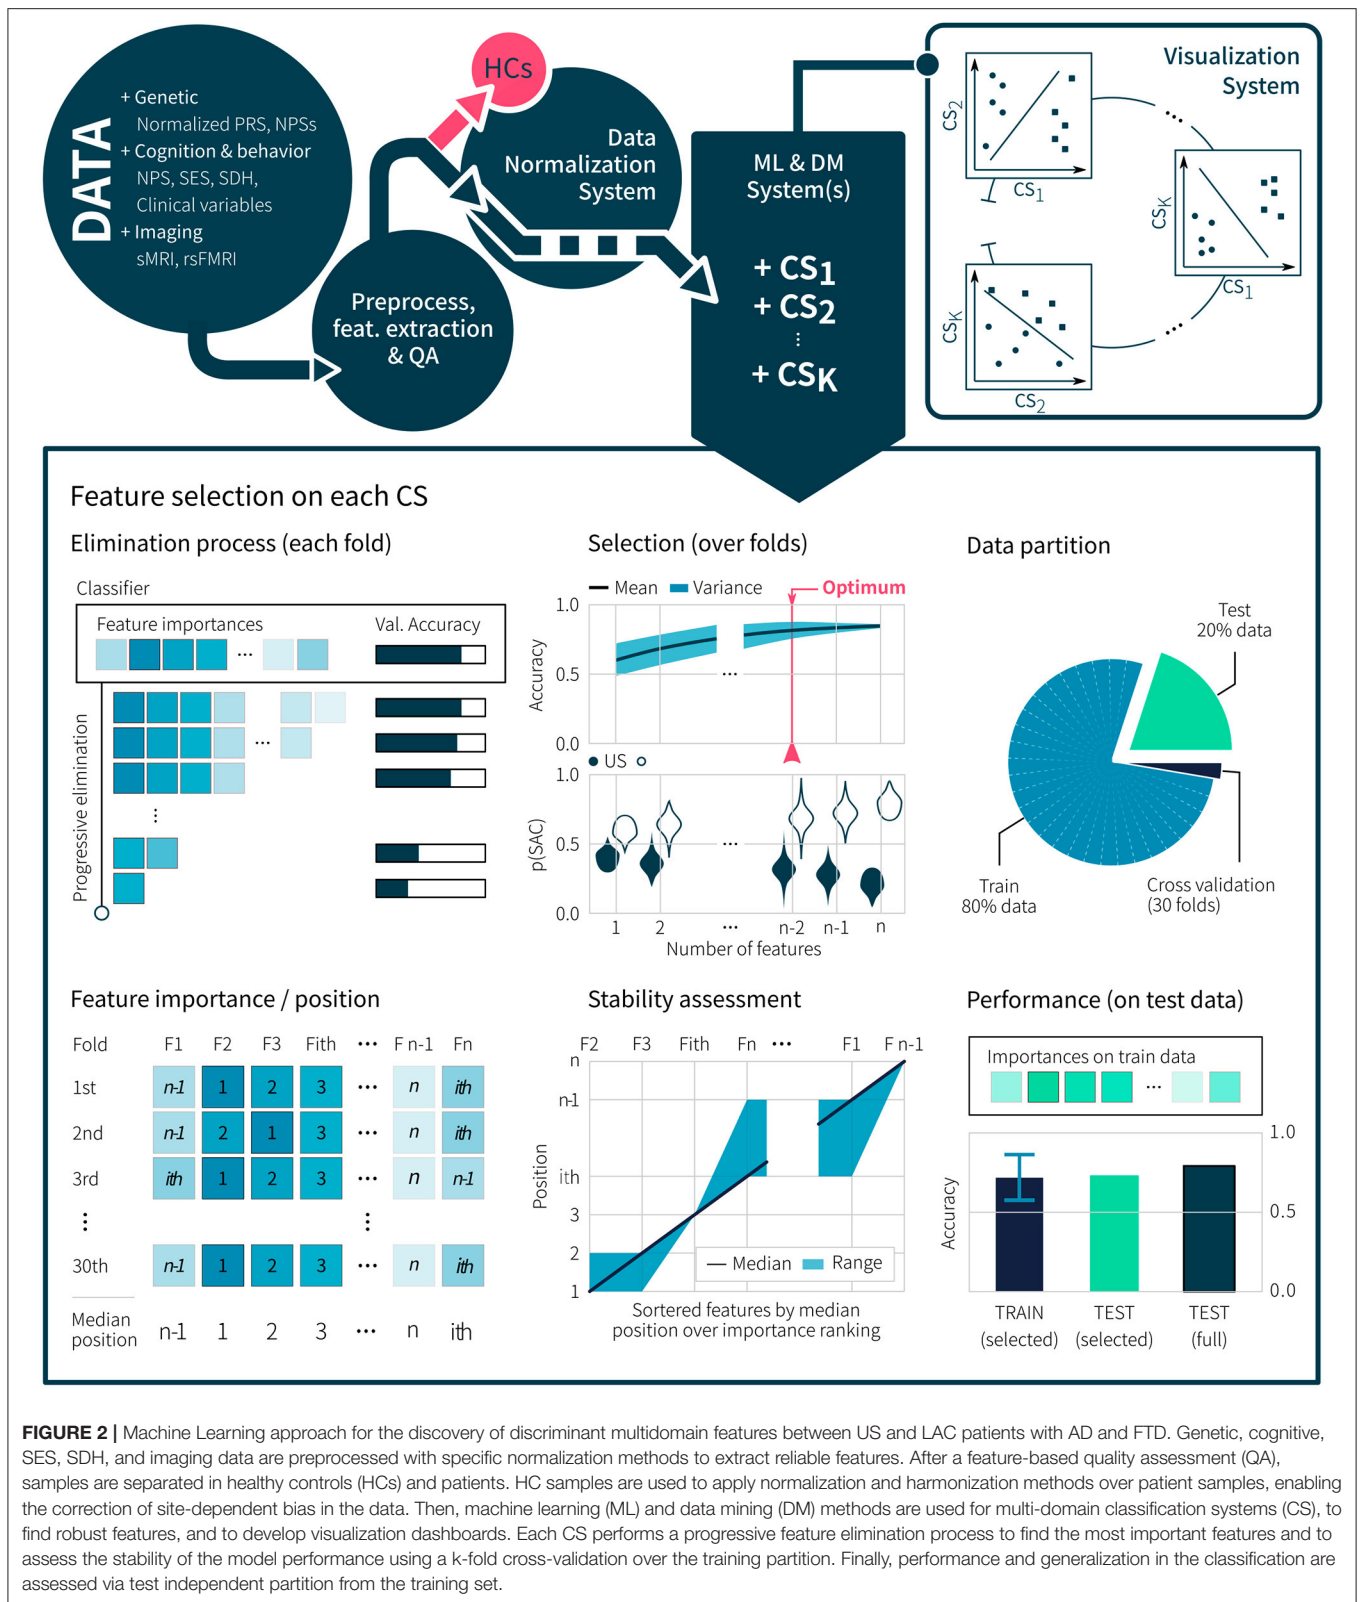 DATA
+ Genetic
Normalized PRS, NPSs
+ Cognition & behavior
NPS, SES, SDH,
Clinical variables
+ Imaging
sMRI, rsFMRI
HCs
Data
Normalization
System
Preprocess,
feat. extraction
& QA
ML & DM
System(s)
+ CS1
+ CS2
⋮
+ CSK
Visualization
System
CS2
CS1
...
CSK
CS1
...
CSK
CS2
Feature selection on each CS
Elimination process (each fold)
Classifier
Feature importances
Val. Accuracy
...
Progressive elimination
...
⋮
Selection (over folds)
Mean
Variance
Optimum
1.0
0.5
0.0
Accuracy
...
US
1.0
0.5
0.0
p(SAC)
...
1 2 ... n-2 n-1 n
Number of features
Data partition
Test
20% data
Train
80% data
Cross validation
(30 folds)
Feature importance / position
Fold F1 F2 F3 Fith ... F n-1 Fn
1st n-1 1 2 3 ... n ith
2nd n-1 2 1 3 ... n ith
3rd ith 1 2 3 ... n n-1
⋮ ⋮
30th n-1 1 2 3 ... n ith
Median
position
n-1 1 2 3 ... n ith
Stability assessment
F2 F3 Fith Fn ... F1 F n-1
n
n-1
ith
3
2
1
Position
Median
Range
Sortered features by median
position over importance ranking
Performance (on test data)
Importances on train data
...
1.0
0.5
0.0
Accuracy
TRAIN
(selected)
TEST
(selected)
TEST
(full)
FIGURE 2 | Machine Learning approach for the discovery of discriminant multidomain features between US and LAC patients with AD and FTD. Genetic, cognitive,
SES, SDH, and imaging data are preprocessed with specific normalization methods to extract reliable features. After a feature-based quality assessment (QA),
samples are separated in healthy controls (HCs) and patients. HC samples are used to apply normalization and harmonization methods over patient samples, enabling
the correction of site-dependent bias in the data. Then, machine learning (ML) and data mining (DM) methods are used for multi-domain classification systems (CS), to
find robust features, and to develop visualization dashboards. Each CS performs a progressive feature elimination process to find the most important features and to
assess the stability of the model performance using a k-fold cross-validation over the training partition. Finally, performance and generalization in the classification are
assessed via test independent partition from the training set.